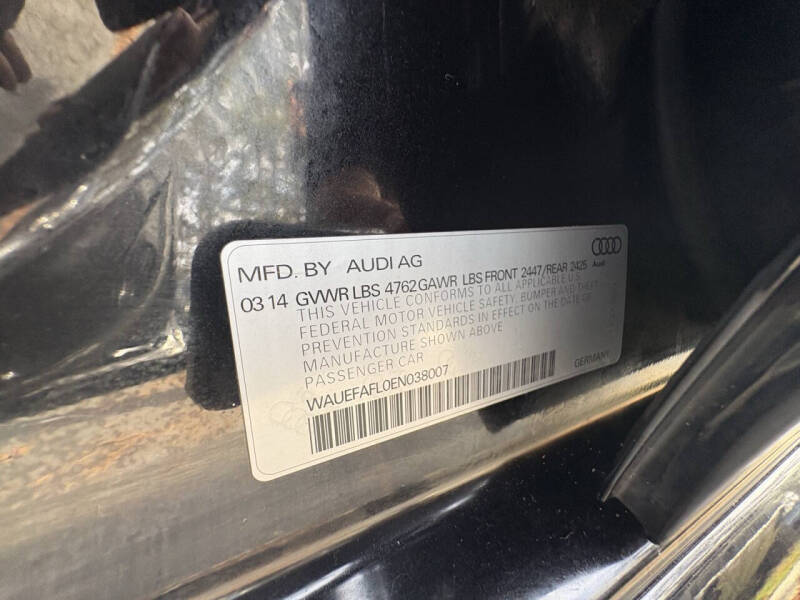 MFD. BY AUDI AG
Audi
03 14 GVWR LBS 4762 GAWR LBS FRONT 2447/REAR 2425
THIS VEHICLE CONFORMS TO ALL APPLICABLE U.S.
FEDERAL MOTOR VEHICLE SAFETY, BUMPER AND THEFT
PREVENTION STANDARDS IN EFFECT ON THE DATE OF
MANUFACTURE SHOWN ABOVE
PASSENGER CAR
WAUEFAFL0EN038007
GERMANY